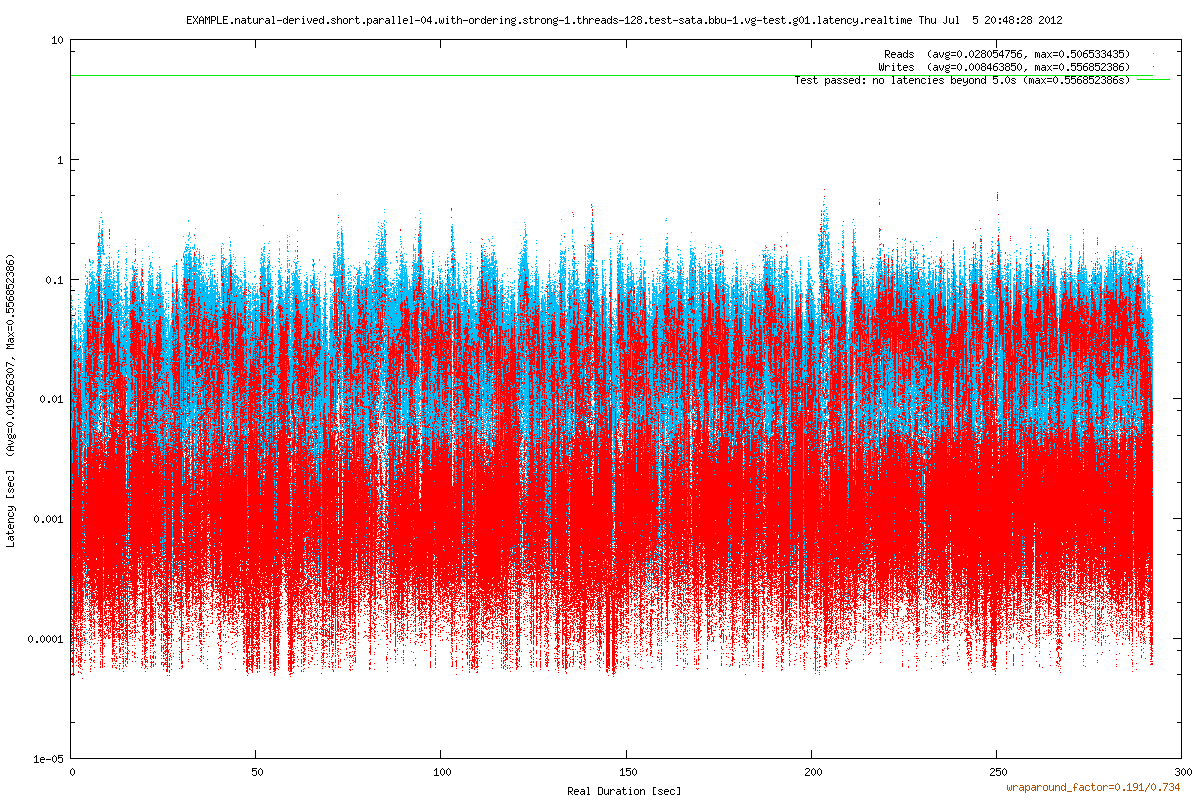 EXAMPLE.natural-derived.short.parallel-04.with-ordering.strong-1.threads-128.test-sata.bbu-1.vg-test.g01.latency.realtime Thu Jul  5 20:48:28 2012
10
Reads  (avg=0.028054756, max=0.506533435)
Writes  (avg=0.008463850, max=0.556852386)
Test passed: no latencies beyond 5.0s (max=0.556852386s)
1
0.1
0.01
0.001
0.0001
1e-05
Latency [sec]  (Avg=0.019626307, Max=0.556852386)
0 50 100 150 200 250 300
Real Duration [sec]
wraparound_factor=0.191/0.734